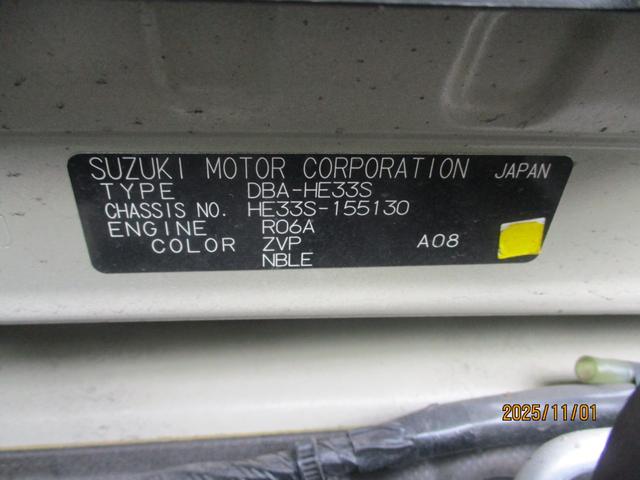 SUZUKI MOTOR CORPORATION JAPAN
TYPE DBA-HE33S
CHASSIS NO. HE33S-155130
ENGINE R06A
COLOR ZVP A08
NBLE
2025/11/01